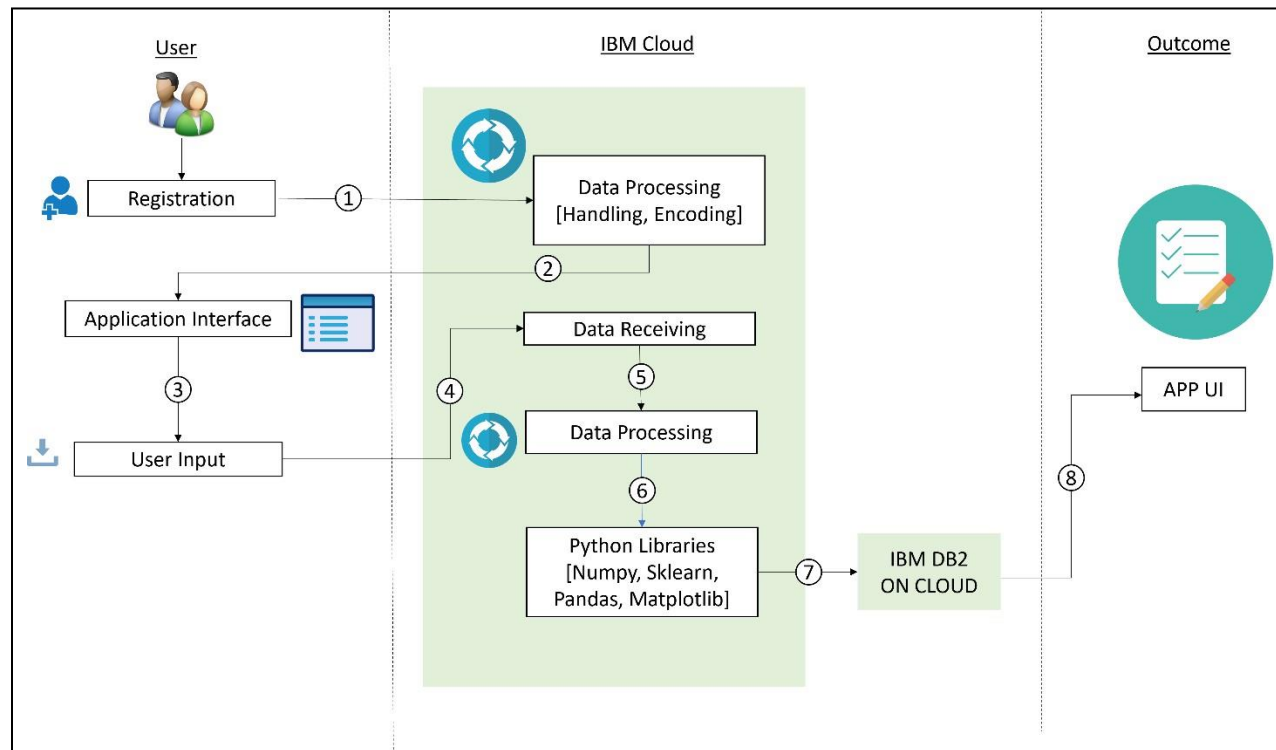 User
IBM Cloud
Outcome
Registration
1
Data Processing
[Handling, Encoding]
2
Application Interface
Data Receiving
3
4
5
APP UI
User Input
Data Processing
6
8
Python Libraries
[Numpy, Sklearn,
Pandas, Matplotlib]
7
IBM DB2
ON CLOUD